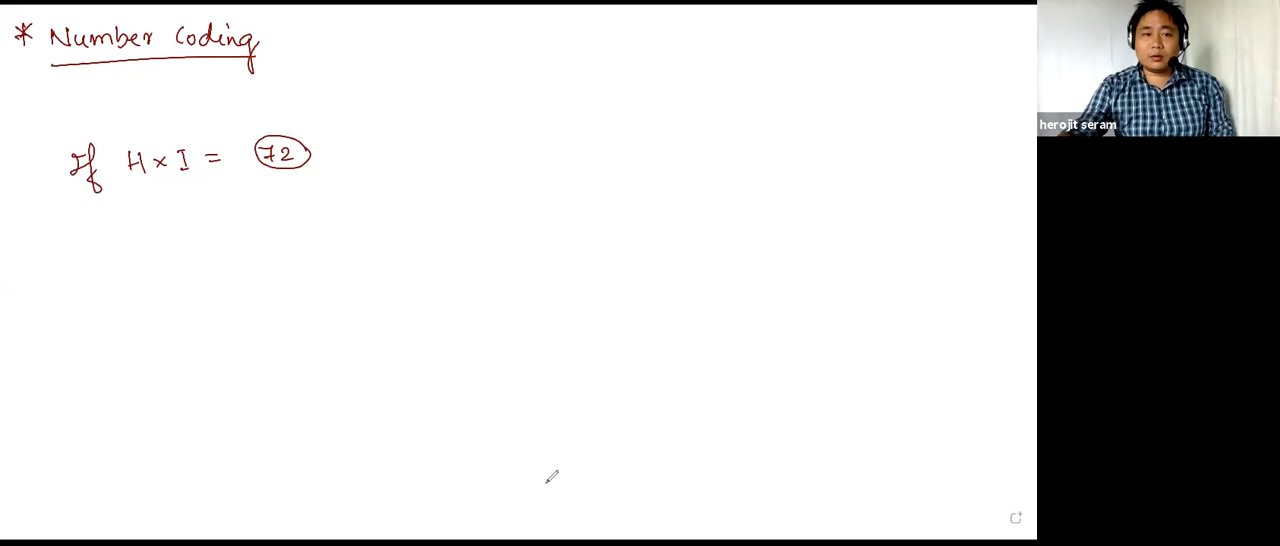 * Number Coding
herojit seram
If H × I = 72